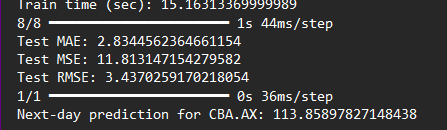 Train time (sec): 15.16313369999989
8/8 ━━━━━━━━━━━━━━━━━━━━ 1s 44ms/step
Test MAE: 2.8344562364661154
Test MSE: 11.813147154279582
Test RMSE: 3.4370259170218054
1/1 ━━━━━━━━━━━━━━━━━━━━ 0s 36ms/step
Next-day prediction for CBA.AX: 113.85897827148438